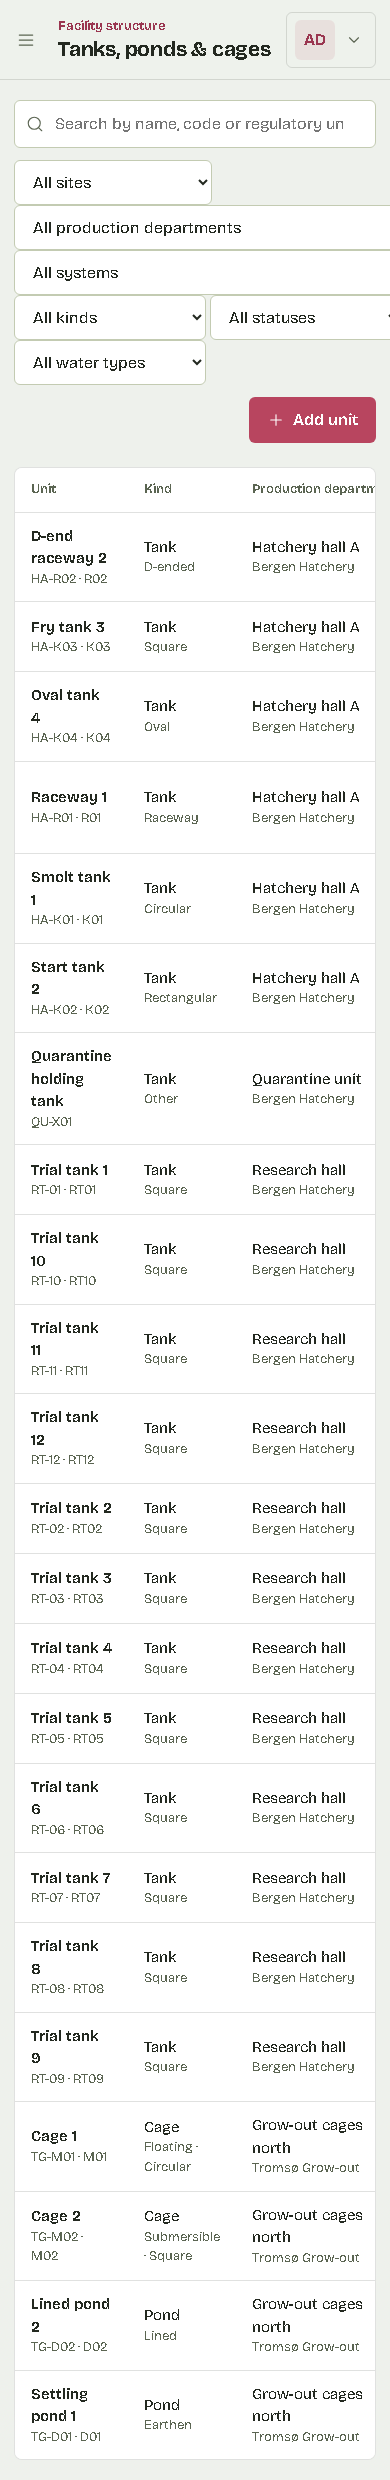 Facility structure
Tanks, ponds & cages
AD
Search by name, code or regulatory un
All sites
All production departments
All systems
All kinds
All statuses
All water types
+ Add unit
Unit Kind Production departm
D-end
raceway 2
HA-R02 · R02
Tank
D-ended
Hatchery hall A
Bergen Hatchery
Fry tank 3
HA-K03 · K03
Tank
Square
Hatchery hall A
Bergen Hatchery
Oval tank
4
HA-K04 · K04
Tank
Oval
Hatchery hall A
Bergen Hatchery
Raceway 1
HA-R01 · R01
Tank
Raceway
Hatchery hall A
Bergen Hatchery
Smolt tank
1
HA-K01 · K01
Tank
Circular
Hatchery hall A
Bergen Hatchery
Start tank
2
HA-K02 · K02
Tank
Rectangular
Hatchery hall A
Bergen Hatchery
Quarantine
holding
tank
QU-X01
Tank
Other
Quarantine unit
Bergen Hatchery
Trial tank 1
RT-01 · RT01
Tank
Square
Research hall
Bergen Hatchery
Trial tank
10
RT-10 · RT10
Tank
Square
Research hall
Bergen Hatchery
Trial tank
11
RT-11 · RT11
Tank
Square
Research hall
Bergen Hatchery
Trial tank
12
RT-12 · RT12
Tank
Square
Research hall
Bergen Hatchery
Trial tank 2
RT-02 · RT02
Tank
Square
Research hall
Bergen Hatchery
Trial tank 3
RT-03 · RT03
Tank
Square
Research hall
Bergen Hatchery
Trial tank 4
RT-04 · RT04
Tank
Square
Research hall
Bergen Hatchery
Trial tank 5
RT-05 · RT05
Tank
Square
Research hall
Bergen Hatchery
Trial tank
6
RT-06 · RT06
Tank
Square
Research hall
Bergen Hatchery
Trial tank 7
RT-07 · RT07
Tank
Square
Research hall
Bergen Hatchery
Trial tank
8
RT-08 · RT08
Tank
Square
Research hall
Bergen Hatchery
Trial tank
9
RT-09 · RT09
Tank
Square
Research hall
Bergen Hatchery
Cage 1
TG-M01 · M01
Cage
Floating ·
Circular
Grow-out cages
north
Tromsø Grow-out
Cage 2
TG-M02 ·
M02
Cage
Submersible
· Square
Grow-out cages
north
Tromsø Grow-out
Lined pond
2
TG-D02 · D02
Pond
Lined
Grow-out cages
north
Tromsø Grow-out
Settling
pond 1
TG-D01 · D01
Pond
Earthen
Grow-out cages
north
Tromsø Grow-out